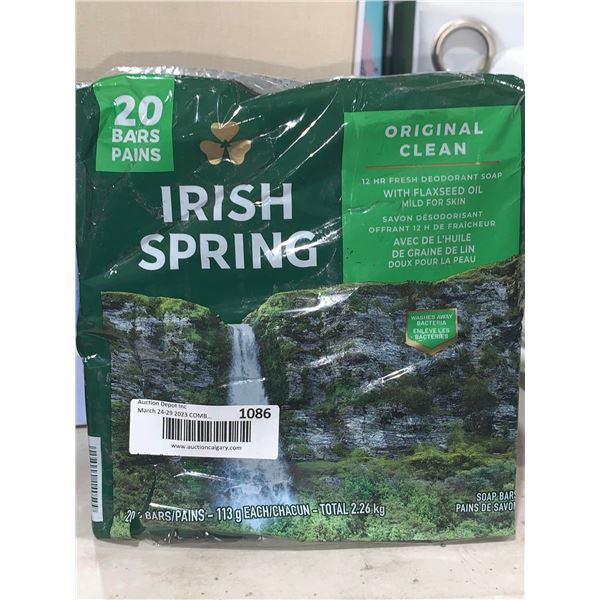 20
BARS
PAINS
IRISH
SPRING
ORIGINAL
CLEAN
12 HR FRESH DEODORANT SOAP
WITH FLAXSEED OIL
MILD FOR SKIN
SAVON DÉSODORISANT
OFFRANT 12 H DE FRAÎCHEUR
AVEC DE L'HUILE
DE GRAINE DE LIN
DOUX POUR LA PEAU
WASHES AWAY
BACTERIA
ENLÈVE LES
BACTÉRIES
Auction Depot Inc
March 24-29 2023 COMB...
1086
www.auctioncalgary.com
20 BARS/PAINS - 113 g EACH/CHACUN - TOTAL 2.26 kg
SOAP BARS
PAINS DE SAVON